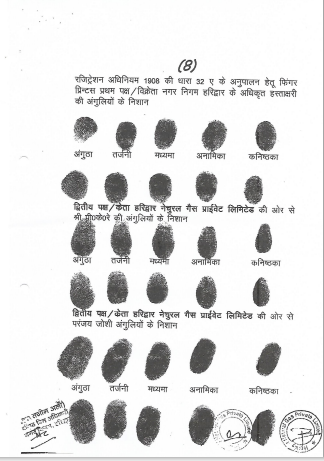 (8)
रजिट्रेशन अधिनियम 1908 की धारा 32 ए के अनुपालन हेतू फिंगर
प्रिन्टस प्रथम पक्ष/विक्रेता नगर निगम हरिद्वार के अधिकृत हस्ताक्षरी
की अंगुलियों के निशान
अंगुठा तर्जनी मध्यमा अनामिका कनिष्ठका
द्वितीय पक्ष/केता हरिद्वार नेचुरल गैस प्राईवेट लिमिटेड की ओर से
श्री की अंगुलियों के निशान
अंगुठा तर्जनी मध्यमा अनामिका कनिष्ठका
द्वितीय पक्ष/केता हरिद्वार नेचुरल गैस प्राईवेट लिमिटेड की ओर से
परंजय जोशी अंगुलियों के निशान
अंगुठा तर्जनी मध्यमा अनामिका कनिष्ठका